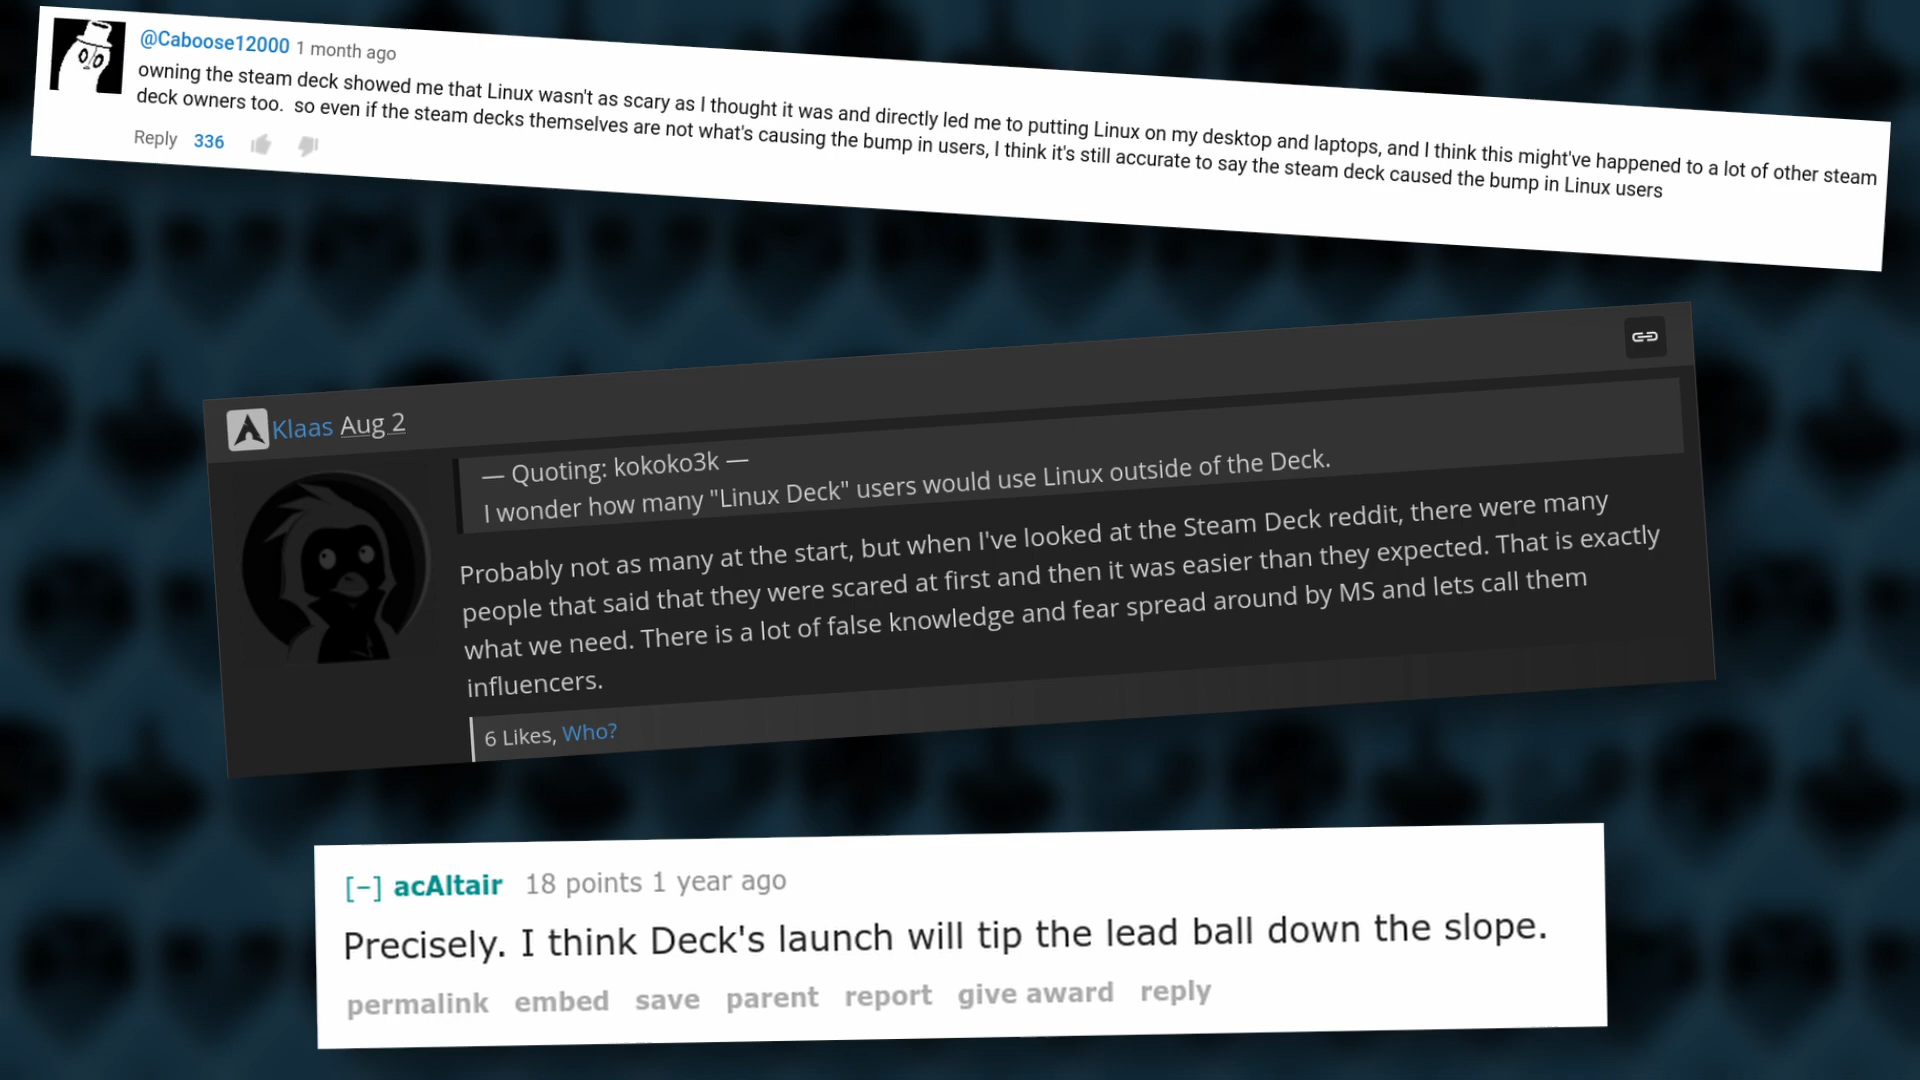 @Caboose12000 1 month ago
owning the steam deck showed me that Linux wasn't as scary as I thought it was and directly led me to putting Linux on my desktop and laptops, and I think this might've happened to a lot of other steam
deck owners too.  so even if the steam decks themselves are not what's causing the bump in users, I think it's still accurate to say the steam deck caused the bump in Linux users
Reply 336
Klaas Aug 2
— Quoting: kokoko3k —
I wonder how many "Linux Deck" users would use Linux outside of the Deck.
Probably not as many at the start, but when I've looked at the Steam Deck reddit, there were many
people that said that they were scared at first and then it was easier than they expected. That is exactly
what we need. There is a lot of false knowledge and fear spread around by MS and lets call them
influencers.
6 Likes, Who?
[-] acAltair 18 points 1 year ago
Precisely. I think Deck's launch will tip the lead ball down the slope.
permalink embed save parent report give award reply